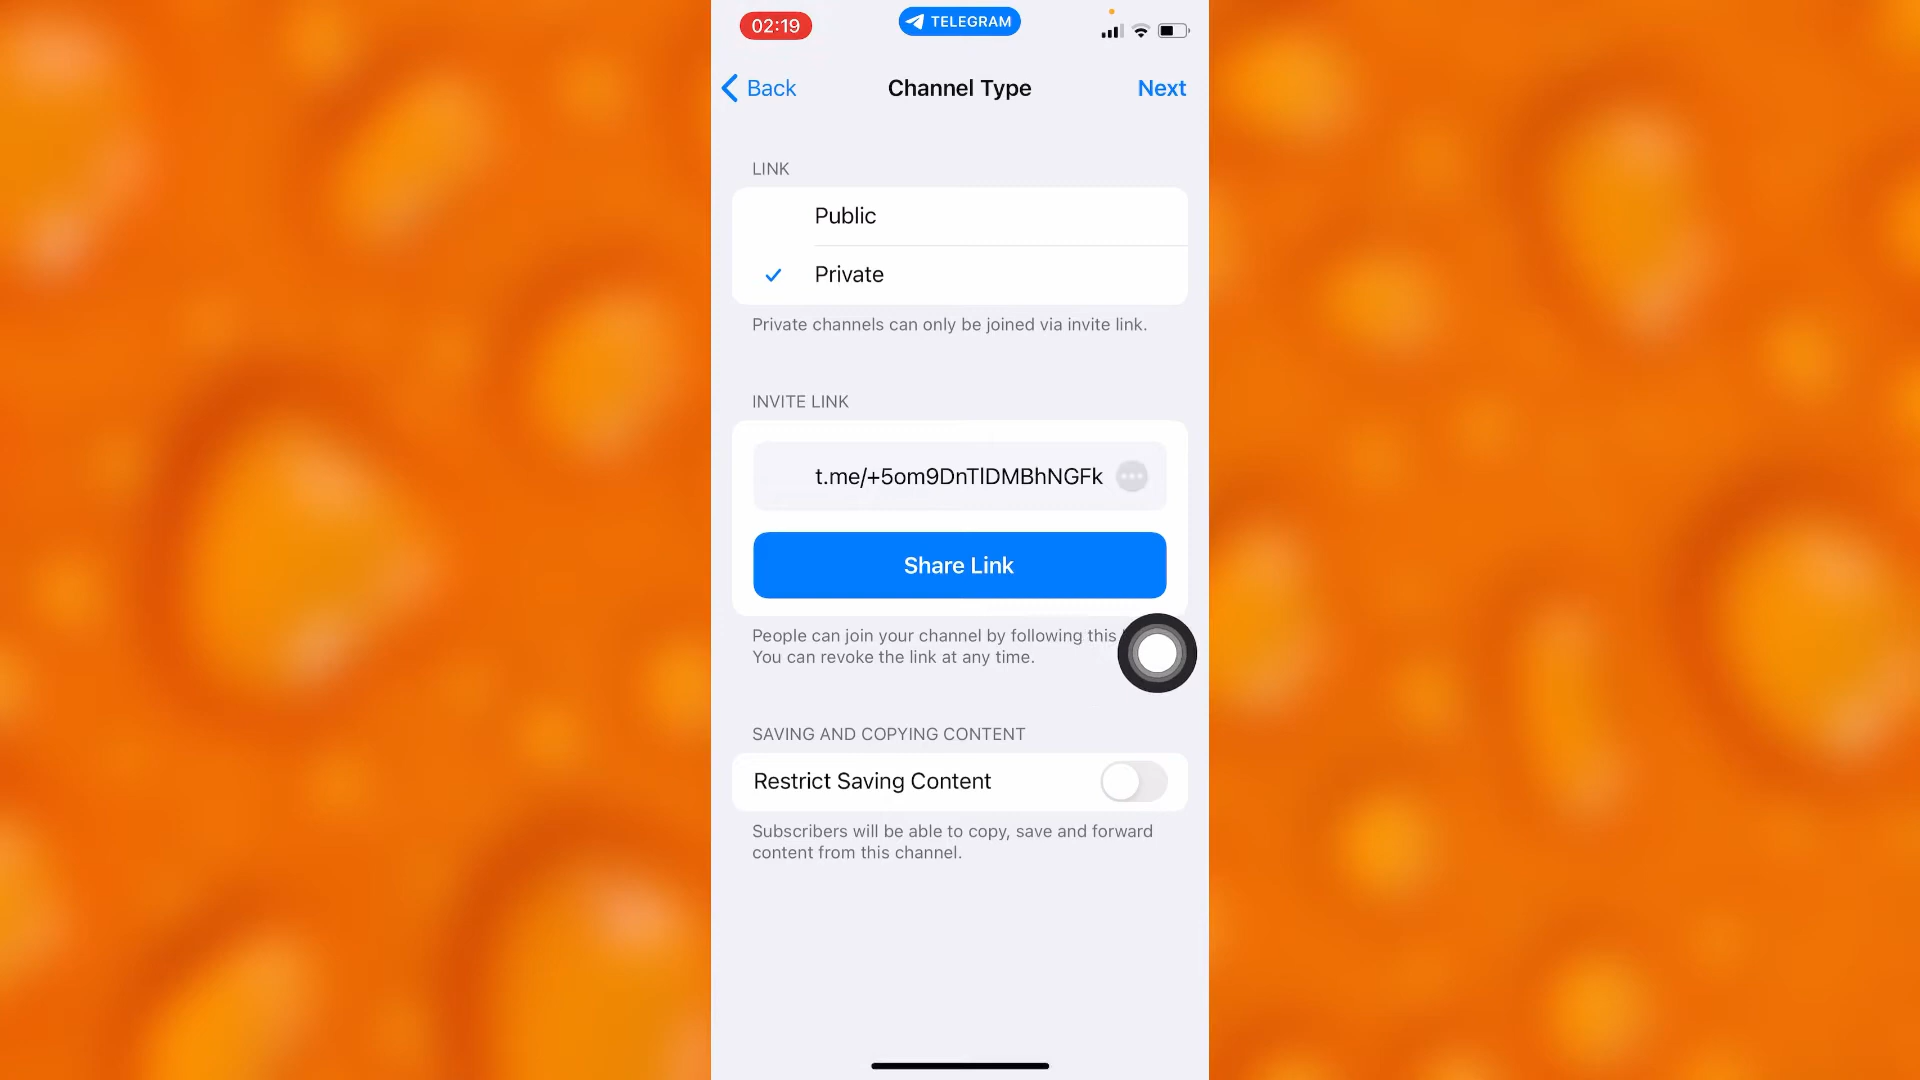 02:19
TELEGRAM
Back
Channel Type
Next
LINK
Public
Private
Private channels can only be joined via invite link.
INVITE LINK
t.me/+5om9DnTlDMBhNGFk
Share Link
People can join your channel by following this
You can revoke the link at any time.
SAVING AND COPYING CONTENT
Restrict Saving Content
Subscribers will be able to copy, save and forward
content from this channel.